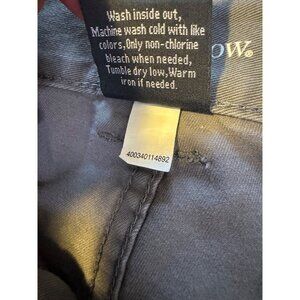 Wash inside out,
Machine wash cold with like
colors,Only non-chlorine
bleach when needed,
Tumble dry low,Warm
iron if needed.
ow®
400340114892